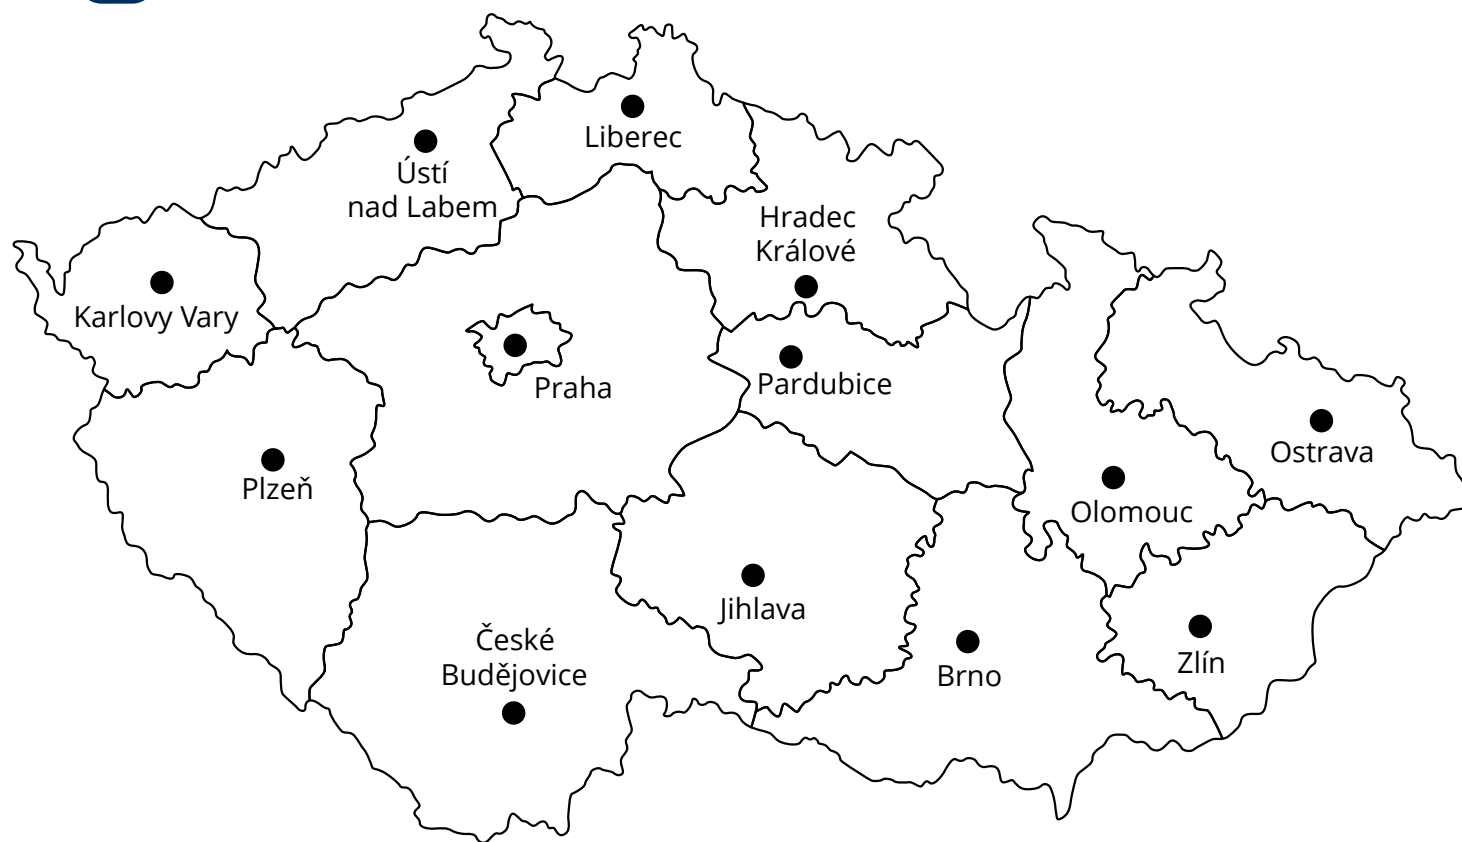 Liberec
Ústí
nad Labem
Hradec
Králové
Karlovy Vary
Praha
Pardubice
Ostrava
Plzeň
Olomouc
Jihlava
České
Budějovice
Brno
Zlín